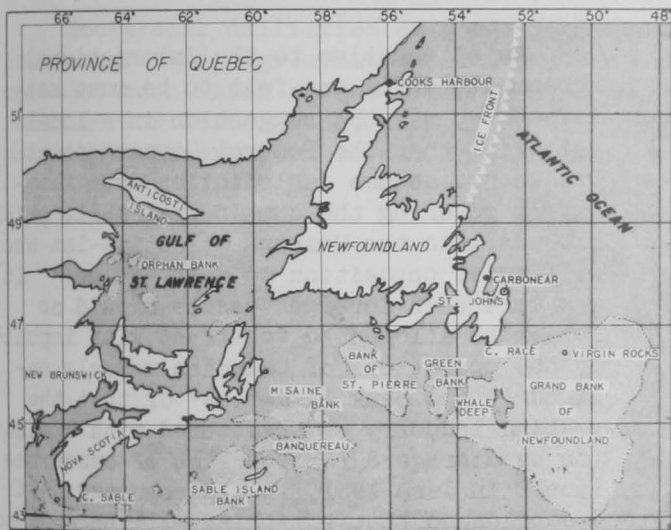 66° 64° 62° 60° 58° 56° 54° 52° 50° 48°
PROVINCE OF QUEBEC
COOKS HARBOUR
ICE FRONT
ATLANTIC OCEAN
51°
ANTICOSTI
ISLAND
49°
GULF OF
ST. LAWRENCE
ORPHAN BANK
NEWFOUNDLAND
CARBONEAR
ST. JOHNS
47°
C. RACE
VIRGIN ROCKS
BANK
OF
ST. PIERRE
GREEN
BANK
GRAND BANK
OF
NEWFOUNDLAND
WHALE
DEEP
NEW BRUNSWICK
MISAINE
BANK
45°
BANQUEREAU
NOVA SCOTIA
C. SABLE
SABLE ISLAND
BANK
43°